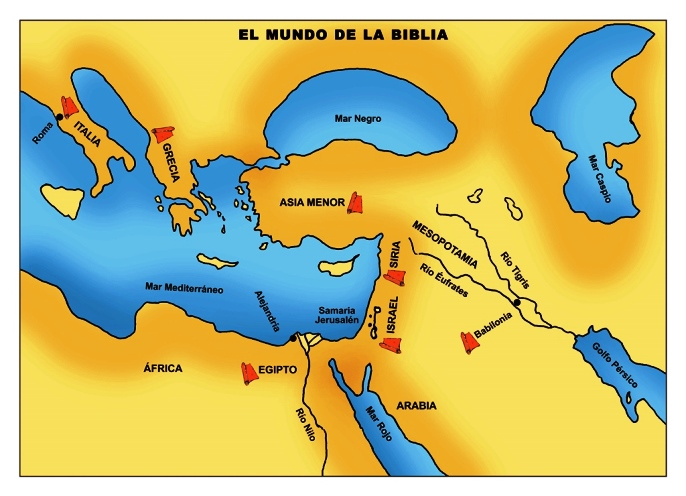 EL MUNDO DE LA BIBLIA
Mar Negro
Mar Caspio
Roma
ITALIA
GRECIA
ASIA MENOR
MESOPOTAMIA
Río Tigris
Río Éufrates
SIRIA
Mar Mediterráneo
Alejandria
Samaria
Jerusalén
ISRAEL
Babilonia
Golfo Pérsico
ÁFRICA
EGIPTO
Río Nilo
Mar Rojo
ARABIA